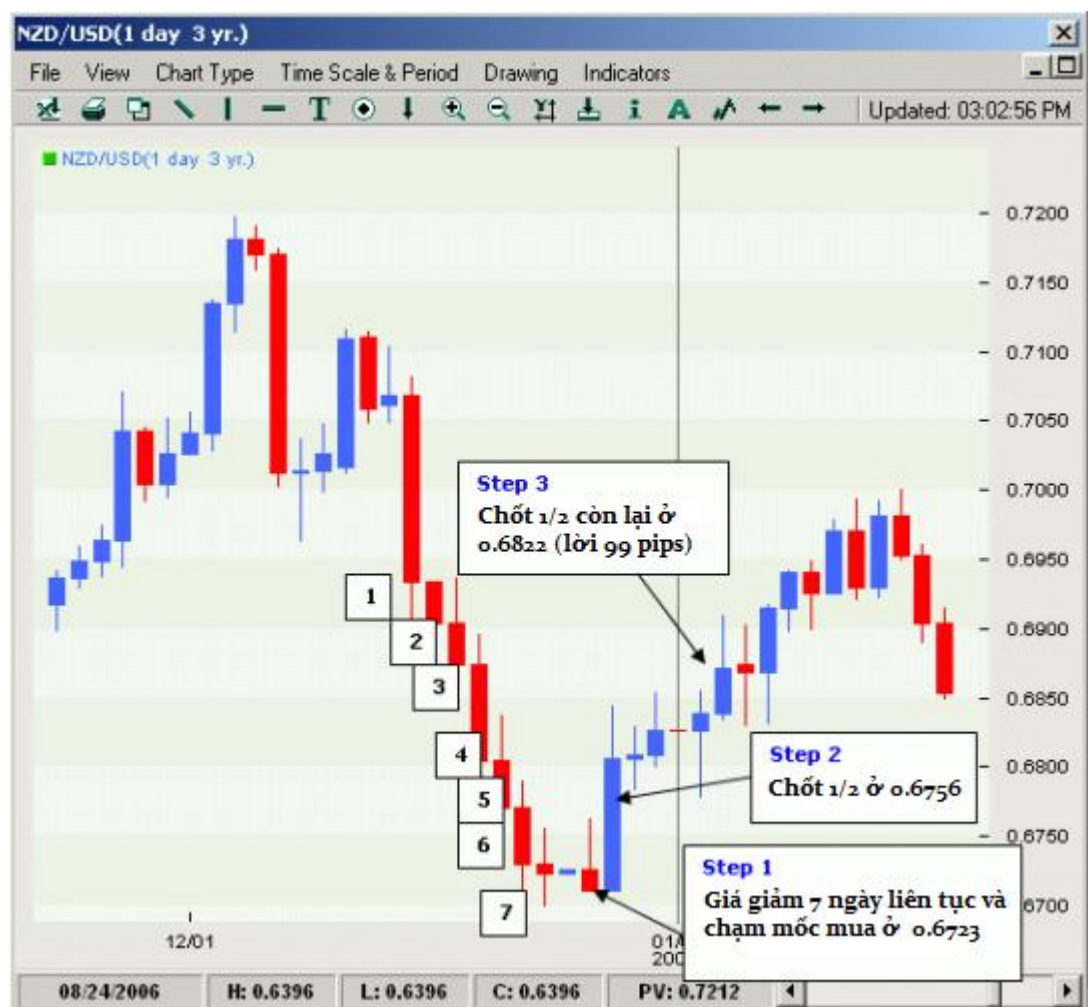 NZD/USD(1 day 3 yr.)
File View Chart Type Time Scale & Period Drawing Indicators
T i A Updated: 03:02:56 PM
NZD/USD(1 day 3 yr.)
0.7200
0.7150
0.7100
0.7050
0.7000
0.6950
0.6900
0.6850
0.6800
0.6750
6700
Step 3
Chốt 1/2 còn lại ở
0.6822 (lời 99 pips)
1
2
3
4
5
6
7
Step 2
Chốt 1/2 ở 0.6756
Step 1
Giá giảm 7 ngày liên tục và
chạm mốc mua ở 0.6723
12/01
08/24/2006 H: 0.6396 L: 0.6396 C: 0.6396 PV: 0.7212